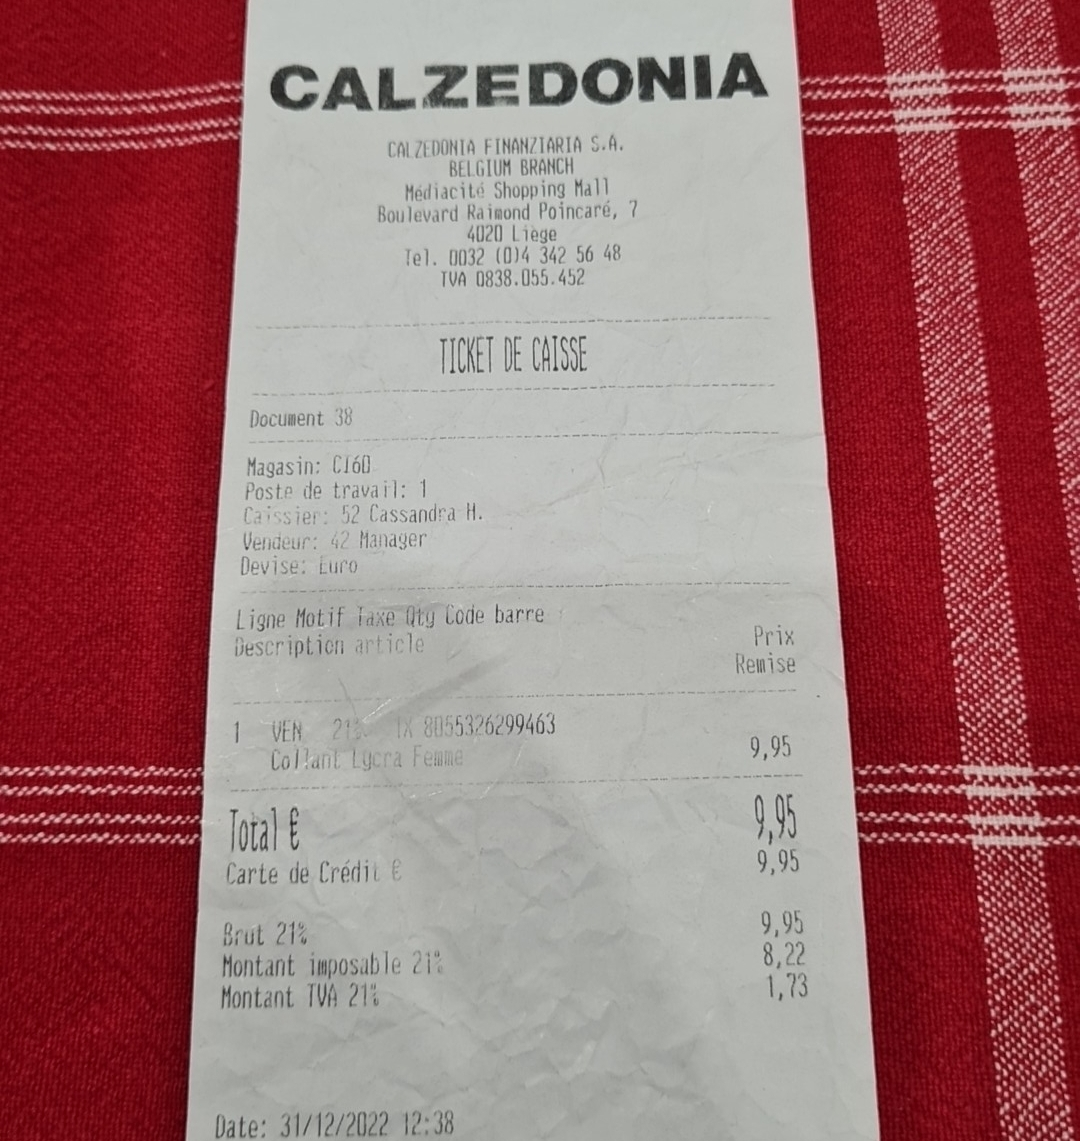 CALZEDONIA
CALZEDONIA FINANZIARIA S.A.
BELGIUM BRANCH
Médiacité Shopping Mall
Boulevard Raimond Poincaré, 7
4020 Liège
Tel. 0032 (0)4 342 56 48
TVA 0838.055.452
TICKET DE CAISSE
Document 38
Magasin: CI60
Poste de travail: 1
Caissier: 52 Cassandra H.
Vendeur: 42 Manager
Devise: Euro
Ligne Motif Taxe Qty Code barre
Description article Prix
Remise
1 VEN 21% 1X 8055326299463
Collant Lycra Femme 9,95
Total € 9,95
Carte de Crédit € 9,95
Brut 21% 9,95
Montant imposable 21% 8,22
Montant TVA 21% 1,73
Date: 31/12/2022 12:38